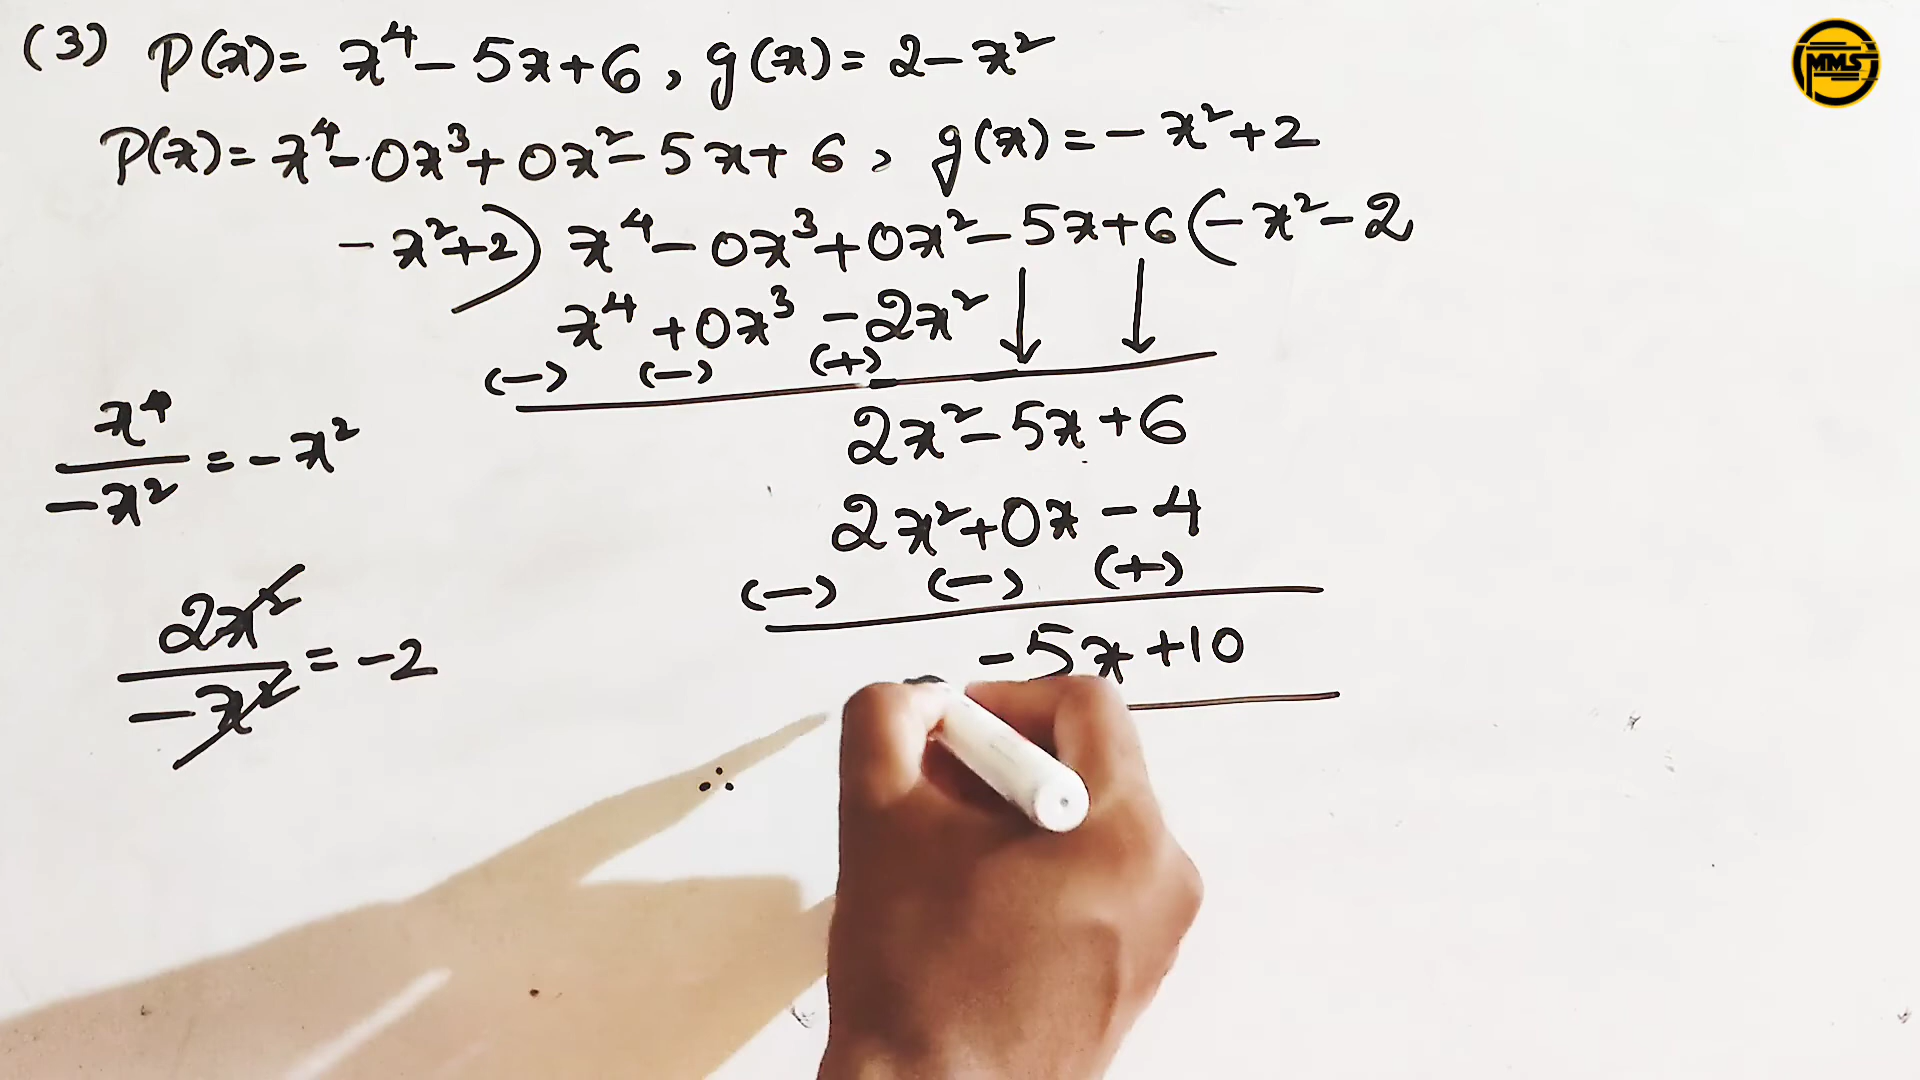 (3) P(x) = x⁴ - 5x + 6, g(x) = 2 - x²
P(x) = x⁴ - 0x³ + 0x² - 5x + 6, g(x) = - x² + 2
- x² + 2) x⁴ - 0x³ + 0x² - 5x + 6 (- x² - 2
x⁴ + 0x³ - 2x²
(-) (-) (+)
2x² - 5x + 6
x⁴/-x² = - x²
2x² + 0x - 4
(-) (-) (+)
2x²/-x² = - 2
- 5x + 10
∴
MMS